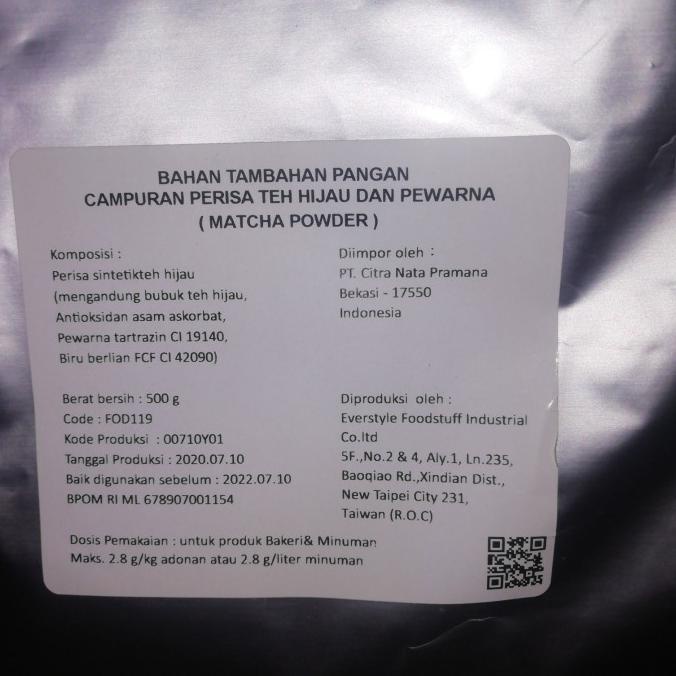 BAHAN TAMBAHAN PANGAN
CAMPURAN PERISA TEH HIJAU DAN PEWARNA
( MATCHA POWDER )
Komposisi :
Perisa sintetikteh hijau
(mengandung bubuk teh hijau,
Antioksidan asam askorbat,
Pewarna tartrazin CI 19140,
Biru berlian FCF CI 42090)
Diimpor oleh :
PT. Citra Nata Pramana
Bekasi - 17550
Indonesia
Berat bersih : 500 g
Code : FOD119
Kode Produksi : 00710Y01
Tanggal Produksi : 2020.07.10
Baik digunakan sebelum : 2022.07.10
BPOM RI ML 678907001154
Diproduksi oleh :
Everstyle Foodstuff Industrial
Co.ltd
5F.,No.2 & 4, Aly.1, Ln.235,
Baoqiao Rd.,Xindian Dist.,
New Taipei City 231,
Taiwan (R.O.C)
Dosis Pemakaian : untuk produk Bakeri& Minuman
Maks. 2.8 g/kg adonan atau 2.8 g/liter minuman